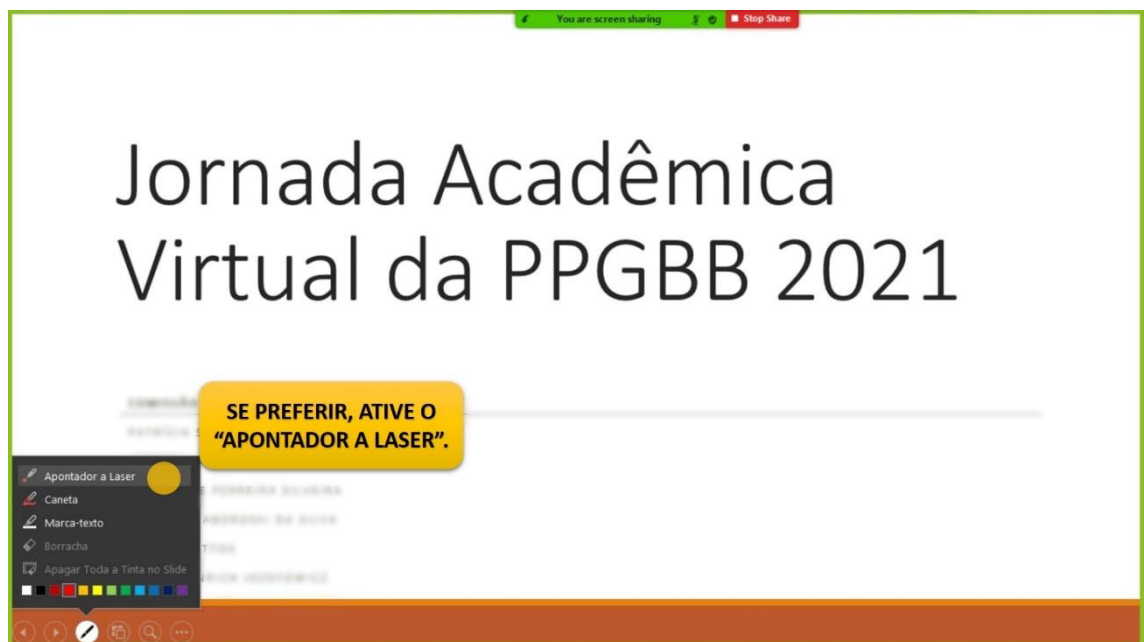 You are screen sharing
Stop Share
Jornada Acadêmica
Virtual da PPGBB 2021
SE PREFERIR, ATIVE O
“APONTADOR A LASER”.
Apontador a Laser
Caneta
Marca-texto
Borracha
Apagar Toda a Tinta no Slide